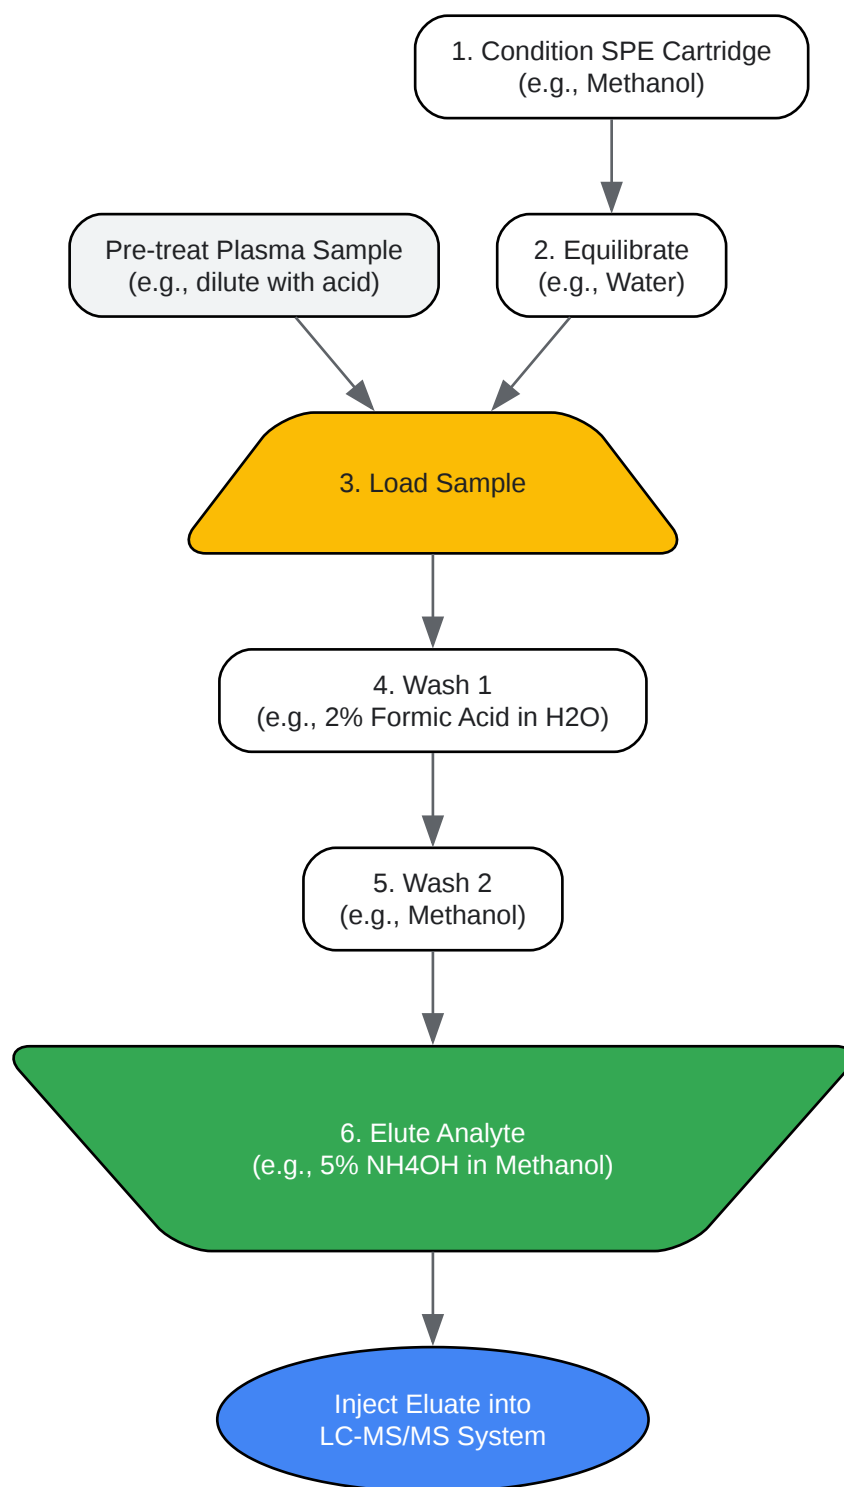 1. Condition SPE Cartridge
(e.g., Methanol)
Pre-treat Plasma Sample
(e.g., dilute with acid)
2. Equilibrate
(e.g., Water)
3. Load Sample
4. Wash 1
(e.g., 2% Formic Acid in H2O)
5. Wash 2
(e.g., Methanol)
6. Elute Analyte
(e.g., 5% NH4OH in Methanol)
Inject Eluate into
LC-MS/MS System